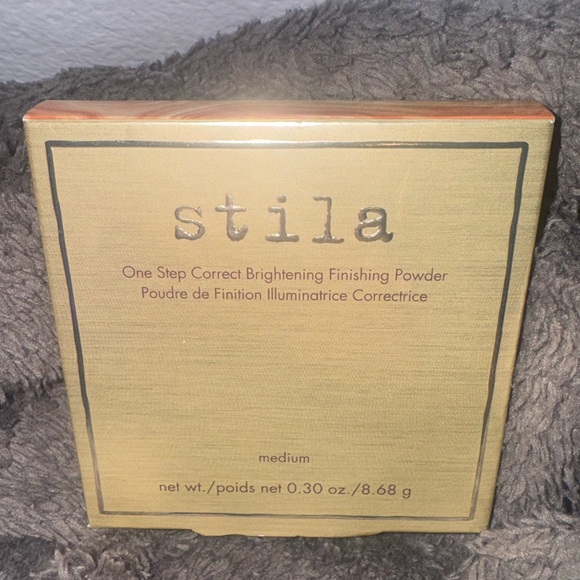 stila
One Step Correct Brightening Finishing Powder
Poudre de Finition Illuminatrice Correctrice
medium
net wt./poids net 0.30 oz./8.68 g